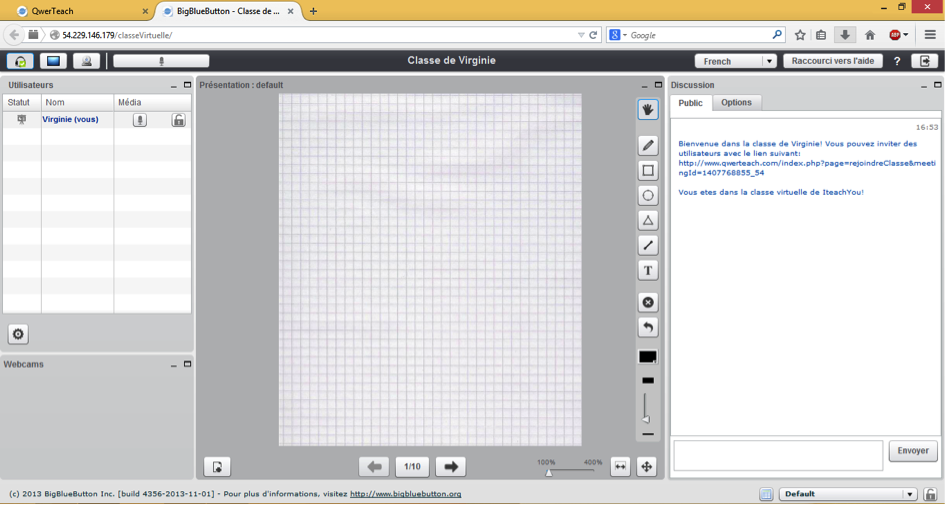 QwerTeach
BigBlueButton - Classe de ...
54.229.146.179/classeVirtuelle/
Google
Classe de Virginie
French
Raccourci vers l'aide
?
Utilisateurs
Statut Nom Média
Virginie (vous)
Webcams
Présentation : default
T
1/10
100% 400%
Discussion
Public Options
16:53
Bienvenue dans la classe de Virginie! Vous pouvez inviter des
utilisateurs avec le lien suivant:
http://www.qwerteach.com/index.php?page=rejoindreClasse&meeti
ngId=1407768855_54
Vous etes dans la classe virtuelle de IteachYou!
Envoyer
(c) 2013 BigBlueButton Inc. [build 4356-2013-11-01] - Pour plus d'informations, visitez http://www.bigbluebutton.org
Default